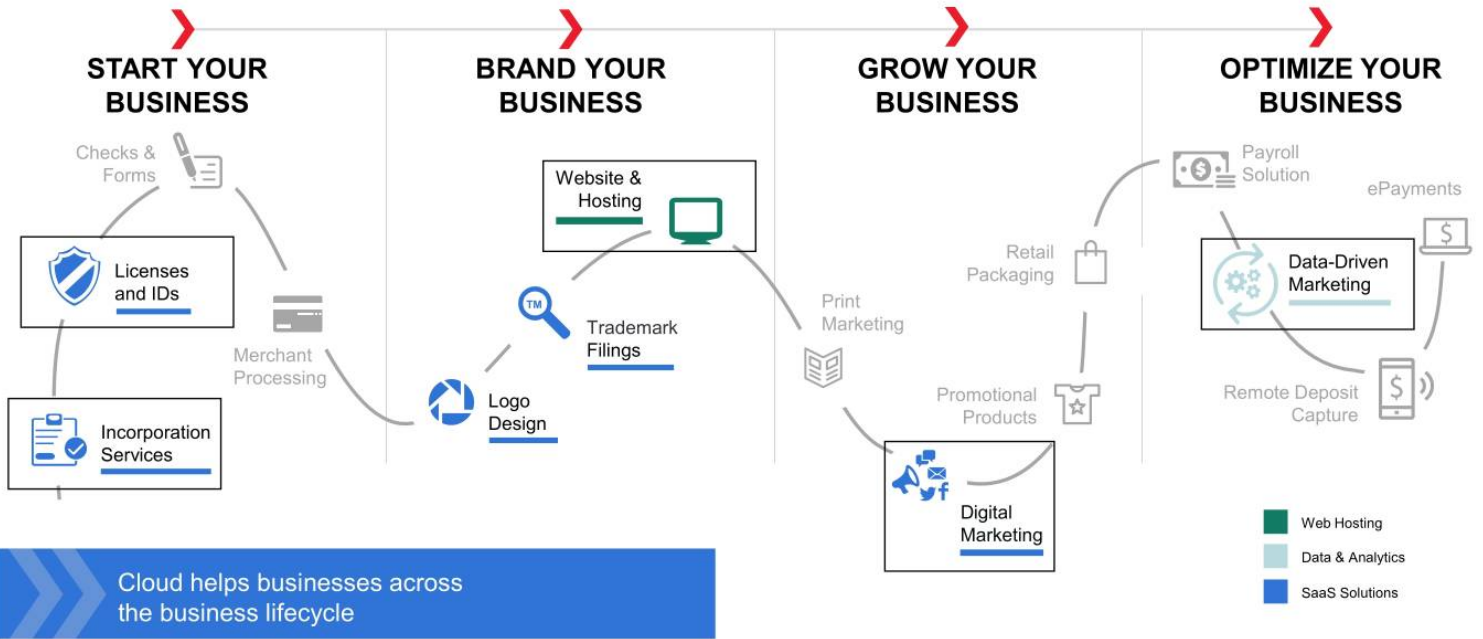 START YOUR
BUSINESS
BRAND YOUR
BUSINESS
GROW YOUR
BUSINESS
OPTIMIZE YOUR
BUSINESS
Checks &
Forms
Licenses
and IDs
Merchant
Processing
Incorporation
Services
Website &
Hosting
TM
Trademark
Filings
Logo
Design
Print
Marketing
Retail
Packaging
Promotional
Products
Digital
Marketing
$
Payroll
Solution
ePayments
$
Data-Driven
Marketing
Remote Deposit
Capture
$
Web Hosting
Data & Analytics
SaaS Solutions
Cloud helps businesses across
the business lifecycle